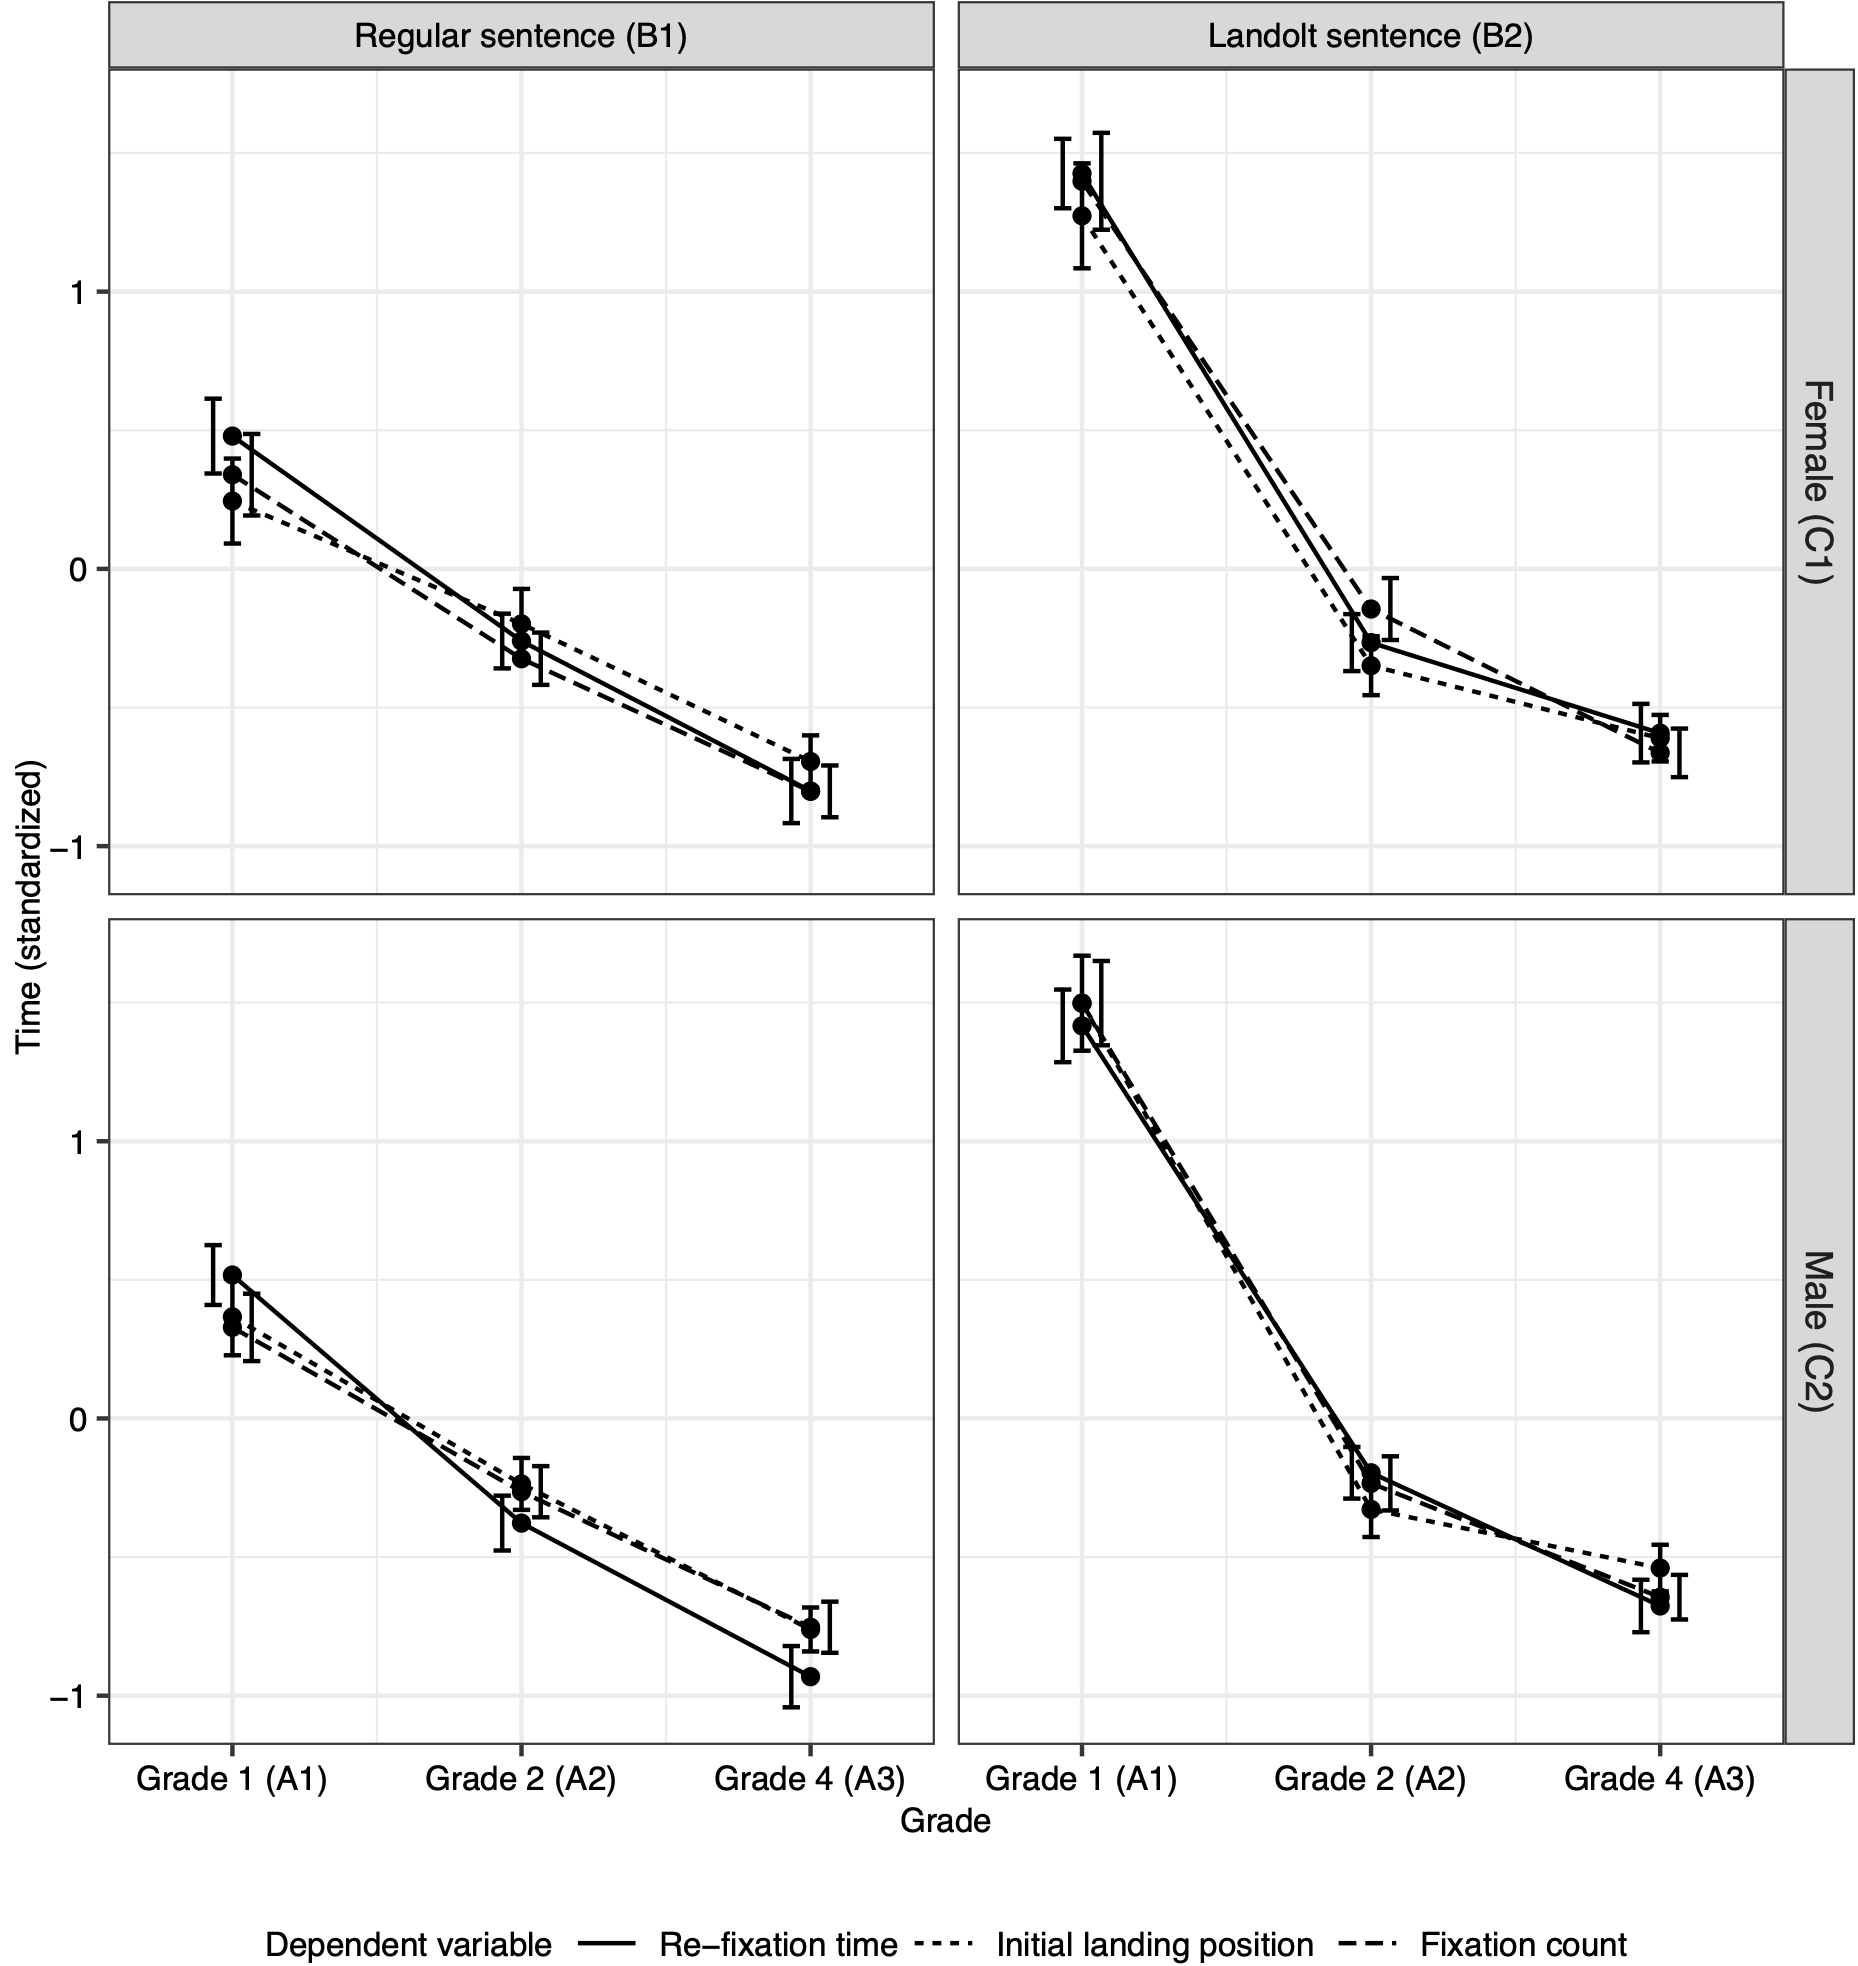 Regular sentence (B1)
Landolt sentence (B2)
1
0
−1
Female (C1)
1
0
−1
Male (C2)
Time (standardized)
Grade 1 (A1)
Grade 2 (A2)
Grade 4 (A3)
Grade 1 (A1)
Grade 2 (A2)
Grade 4 (A3)
Grade
Dependent variable
Re−fixation time
Initial landing position
Fixation count